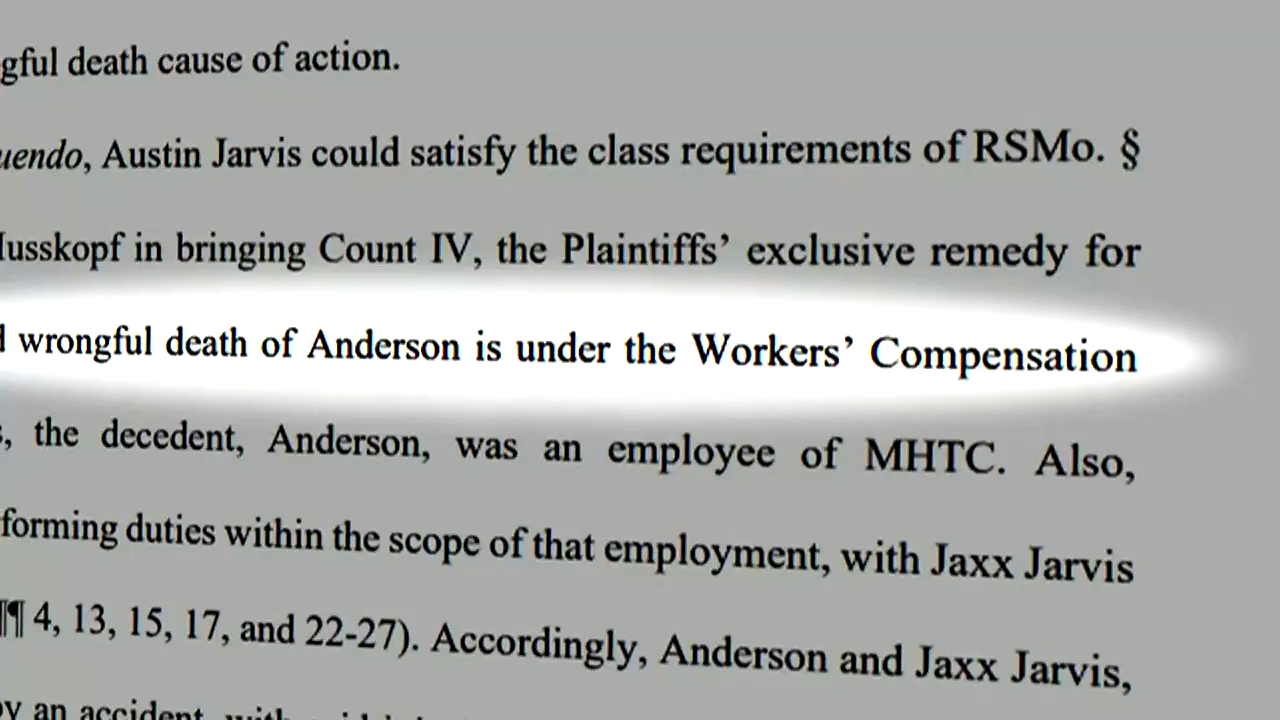 gful death cause of action.
uendo, Austin Jarvis could satisfy the class requirements of RSMo. §
usskopf in bringing Count IV, the Plaintiffs’ exclusive remedy for
wrongful death of Anderson is under the Workers’ Compensation
, the decedent, Anderson, was an employee of MHTC. Also,
forming duties within the scope of that employment, with Jaxx Jarvis
¶¶ 4, 13, 15, 17, and 22-27). Accordingly, Anderson and Jaxx Jarvis,
by an accident,